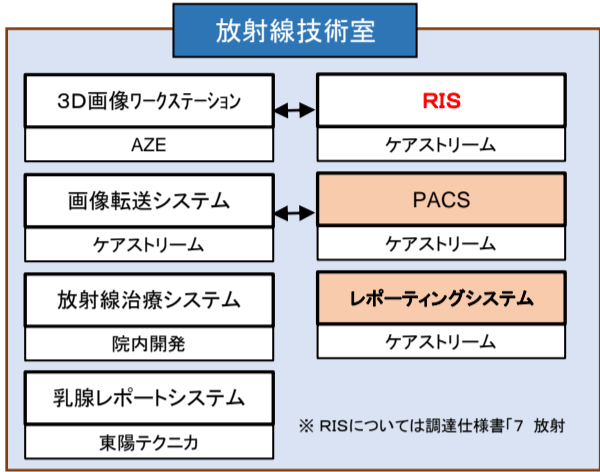 放射線技術室
3D画像ワークステーション
AZE
RIS
ケアストリーム
画像転送システム
ケアストリーム
PACS
ケアストリーム
放射線治療システム
院内開発
レポーティングシステム
ケアストリーム
乳腺レポートシステム
東陽テクニカ
※ RISについては調達仕様書「7 放射